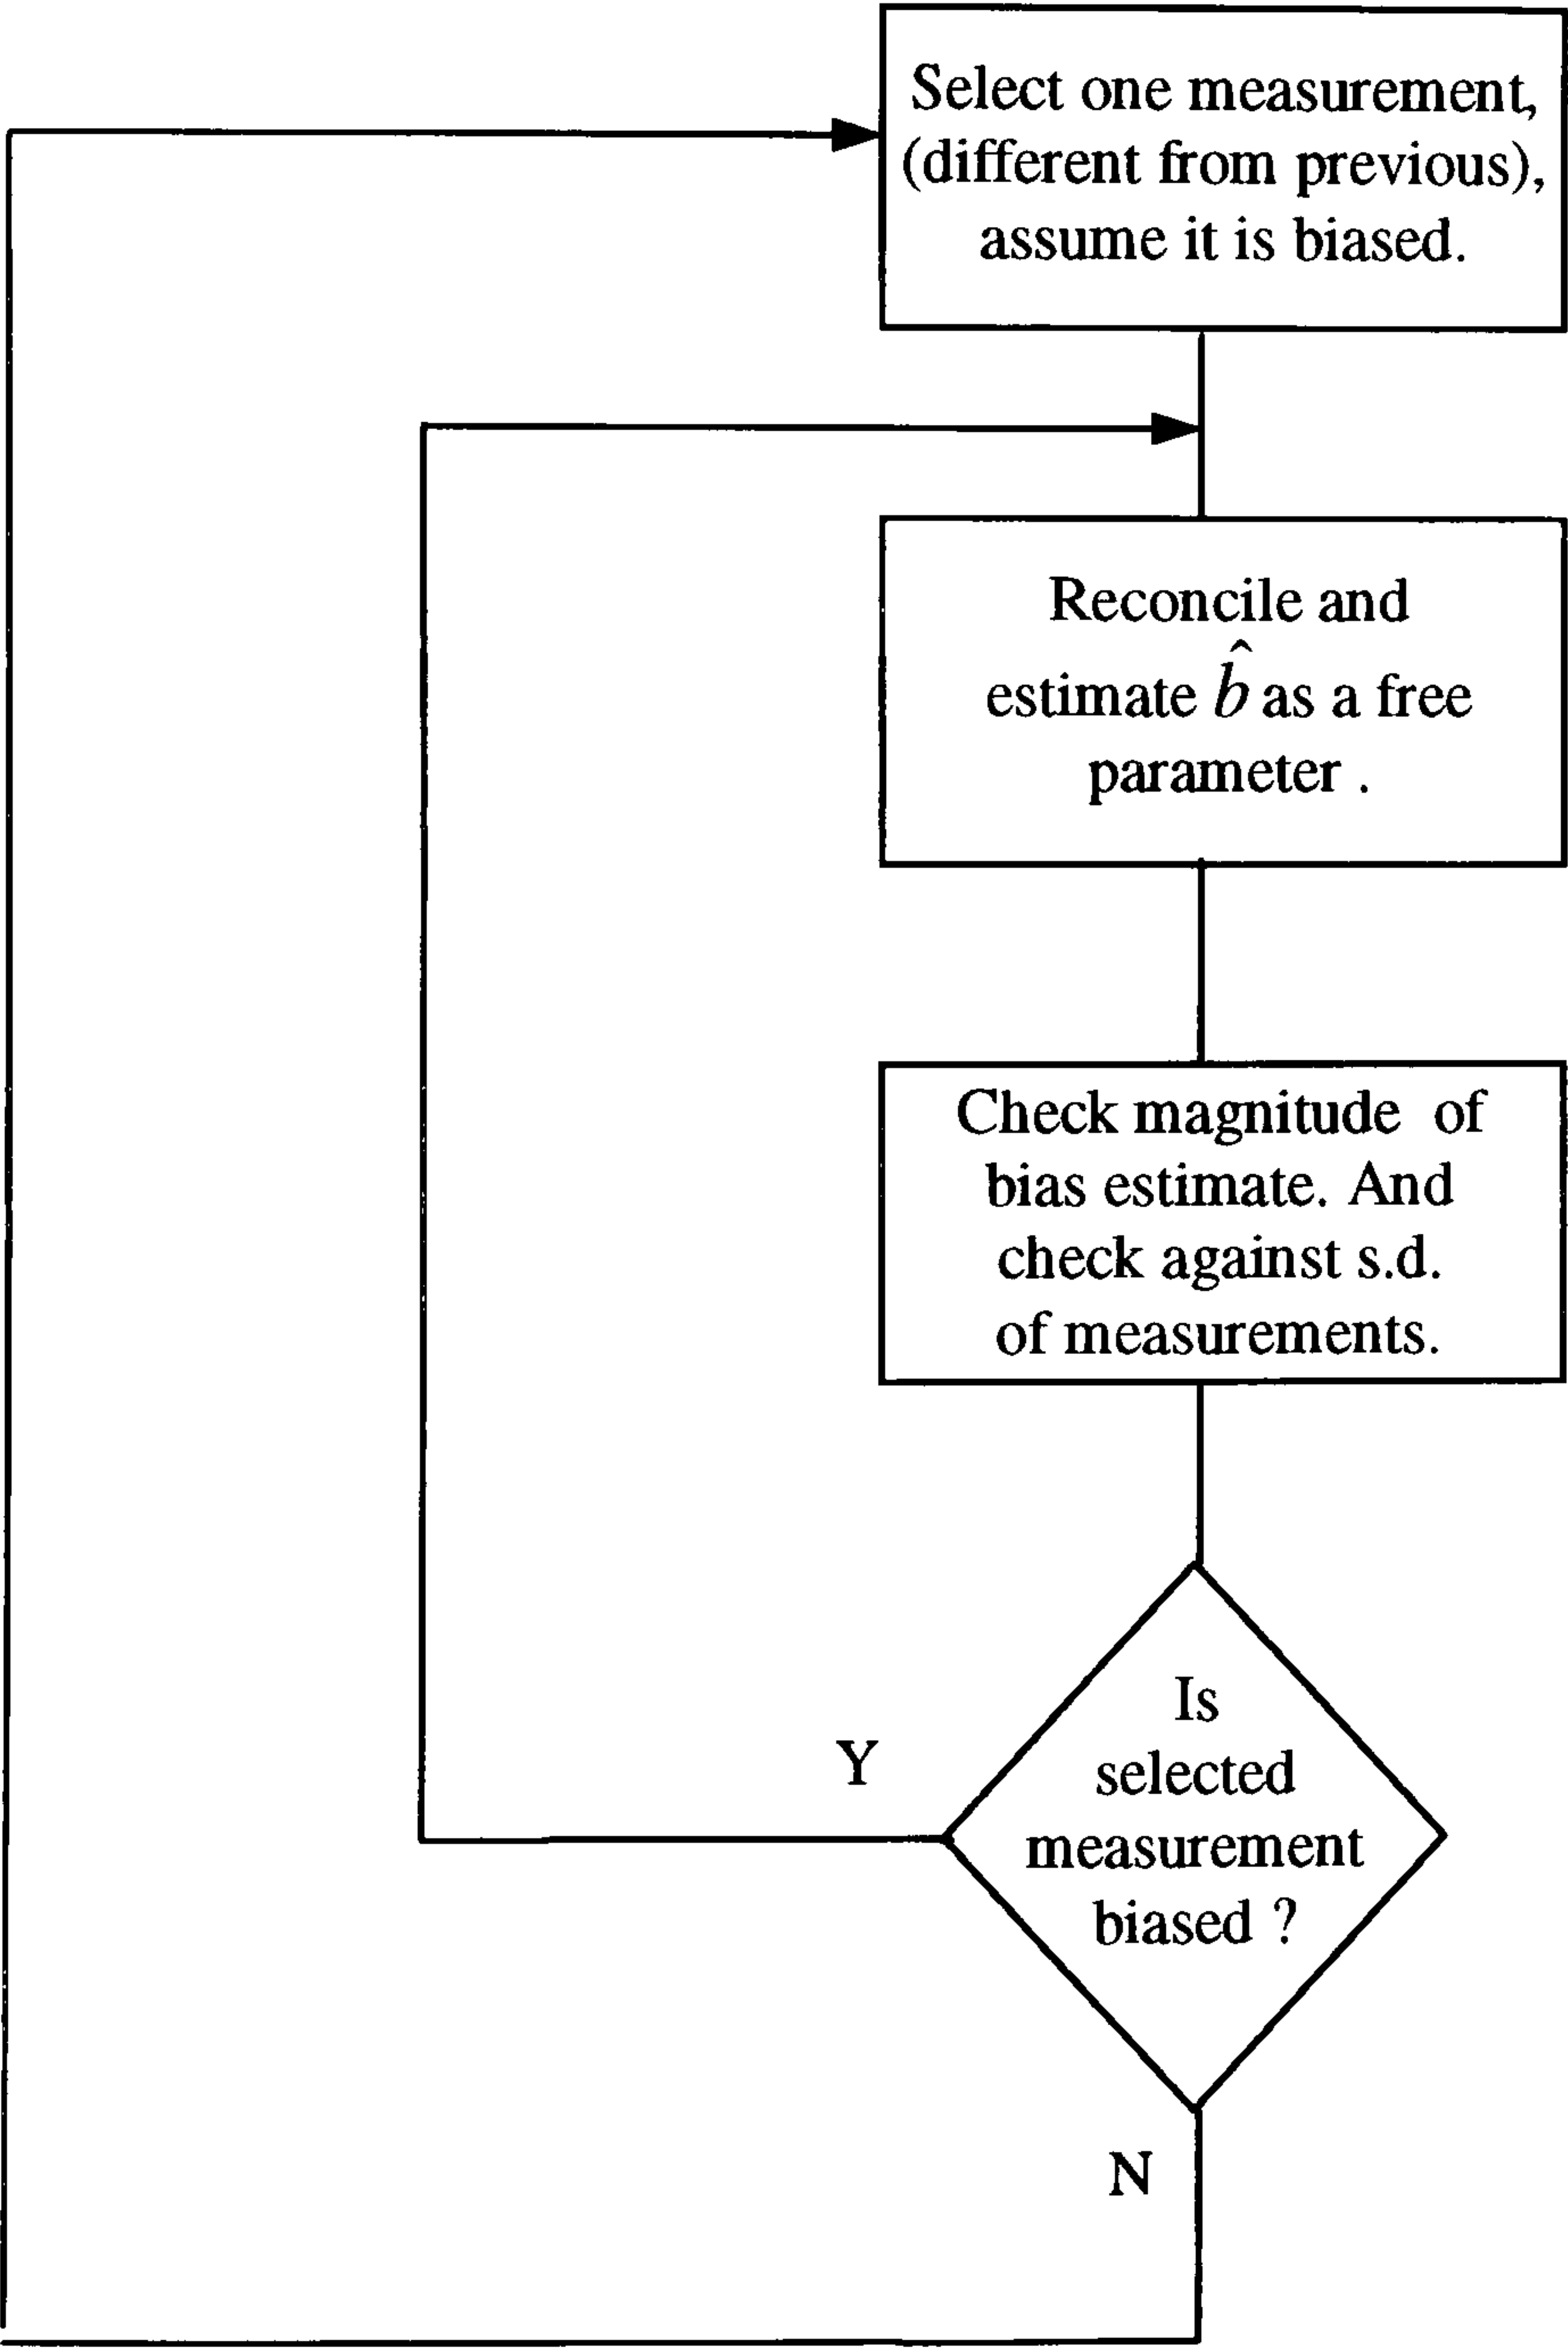 Select one measurement,
(different from previous),
assume it is biased.
Reconcile and
estimate b̂ as a free
parameter .
Check magnitude of
bias estimate. And
check against s.d.
of measurements.
Is
selected
measurement
biased ?
Y
N